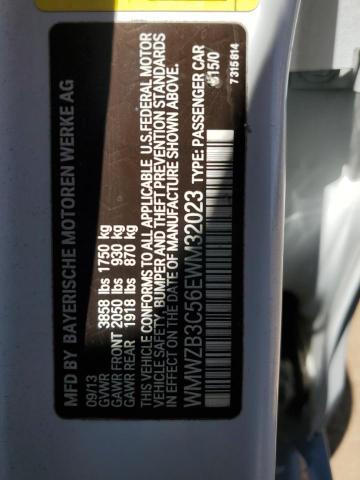 MFD BY BAYERISCHE MOTOREN WERKE AG
09/13
GVWR 3858 lbs 1750 kg
GAWR FRONT 2050 lbs 930 kg
GAWR REAR 1918 lbs 870 kg
THIS VEHICLE CONFORMS TO ALL APPLICABLE U.S.FEDERAL MOTOR
VEHICLE SAFETY, BUMPER AND THEFT PREVENTION STANDARDS
IN EFFECT ON THE DATE OF MANUFACTURE SHOWN ABOVE.
WMWZB3C56EWM32023 TYPE: PASSENGER CAR
7315814